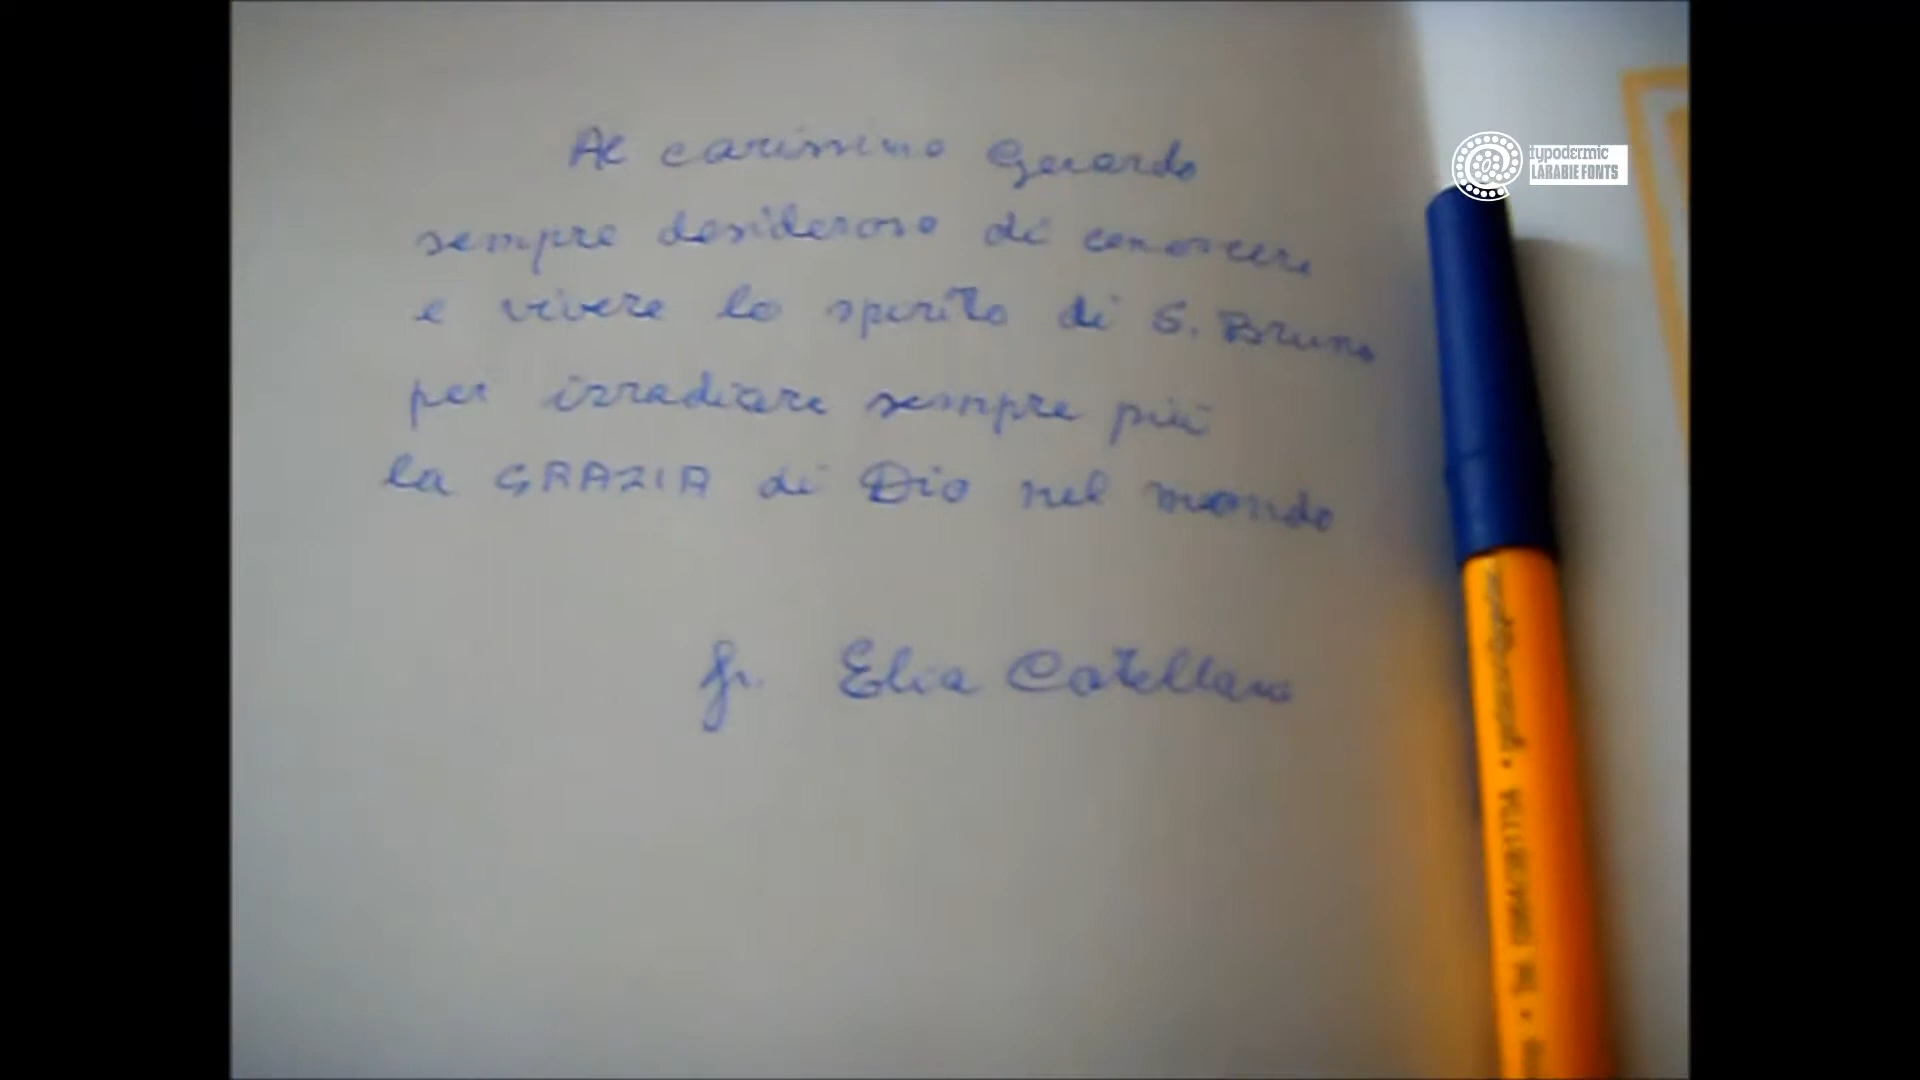 Al carissimo Gerardo
sempre desideroso di conoscere
e vivere lo spirito di S. Bruno
per irradiare sempre più
la GRAZIA di Dio nel mondo
fr. Elia Catellana
typodermic
LARABIE FONTS